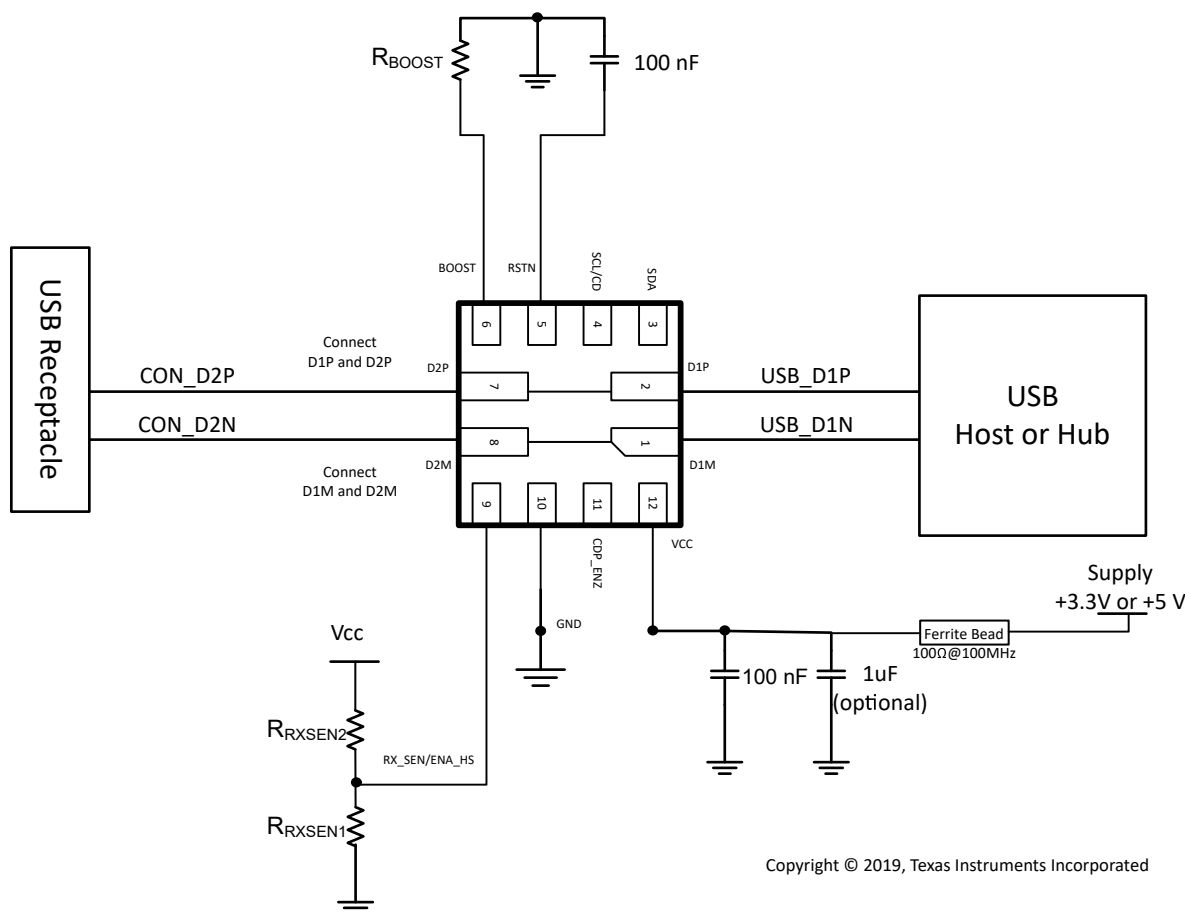 R_BOOST
100 nF
BOOST
RSTN
SCL/CD
SDA
6
5
4
3
USB Receptacle
Connect
D1P and D2P
D2P
D1P
CON_D2P
7
2
USB_D1P
USB
Host or Hub
CON_D2N
8
1
USB_D1N
D2M
D1M
Connect
D1M and D2M
9
10
11
12
CDP_ENZ
VCC
Supply
+3.3V or +5 V
GND
Ferrite Bead
100Ω@100MHz
Vcc
100 nF
1uF
(optional)
R_RXSEN2
RX_SEN/ENA_HS
R_RXSEN1
Copyright © 2019, Texas Instruments Incorporated